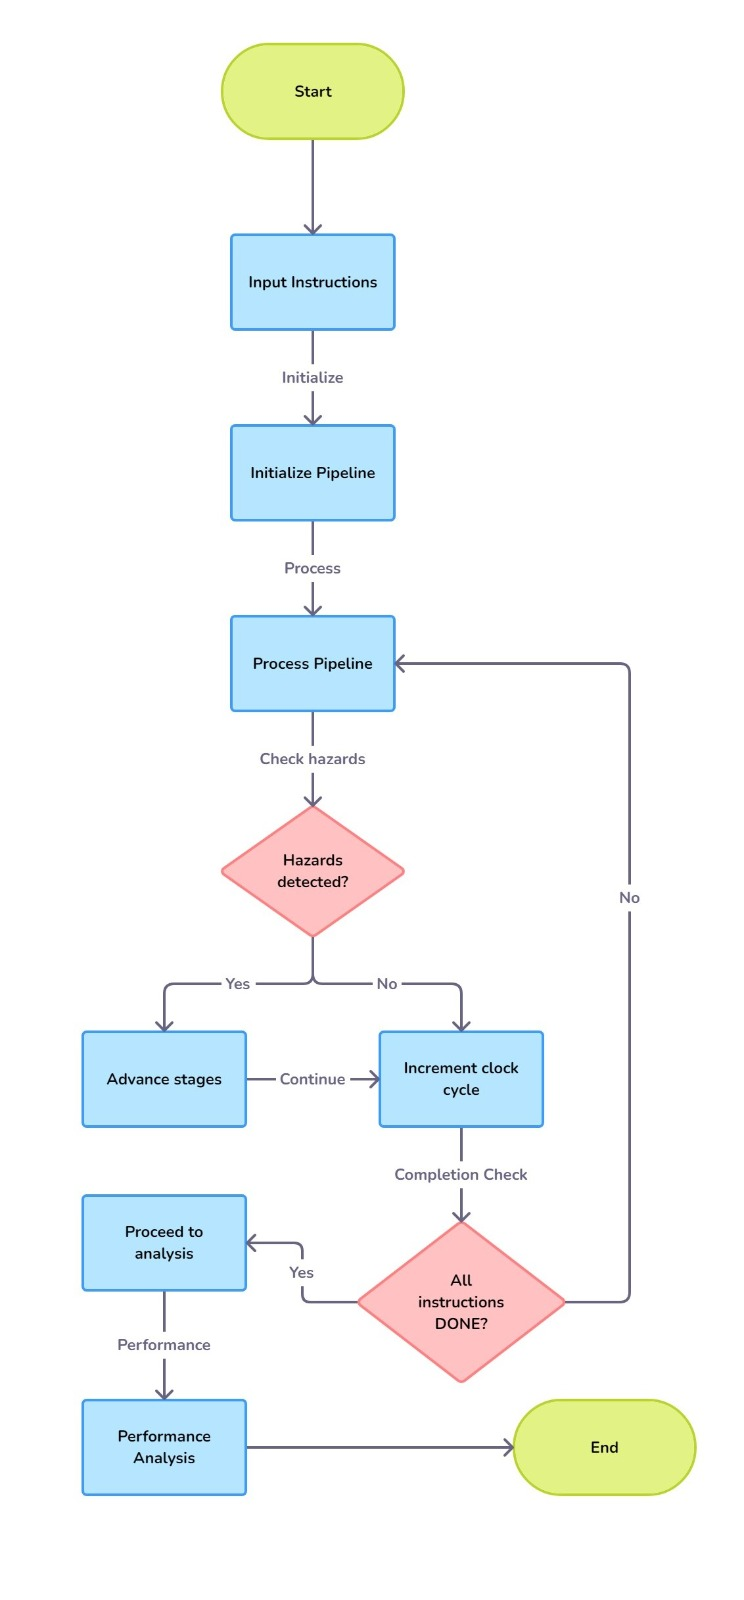 Start
Input Instructions
Initialize
Initialize Pipeline
Process
Process Pipeline
Check hazards
Hazards
detected?
No
Yes
No
Advance stages
Continue
Increment clock
cycle
Completion Check
Proceed to
analysis
Yes
All
instructions
DONE?
Performance
Performance
Analysis
End